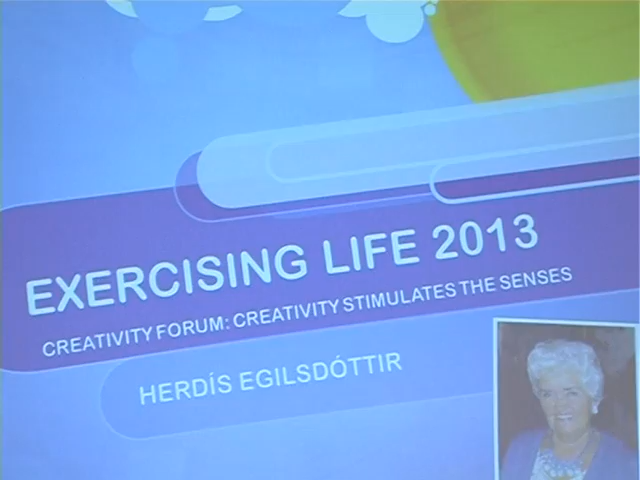 EXERCISING LIFE 2013
CREATIVITY FORUM: CREATIVITY STIMULATES THE SENSES
HERDÍS EGILSDÓTTIR